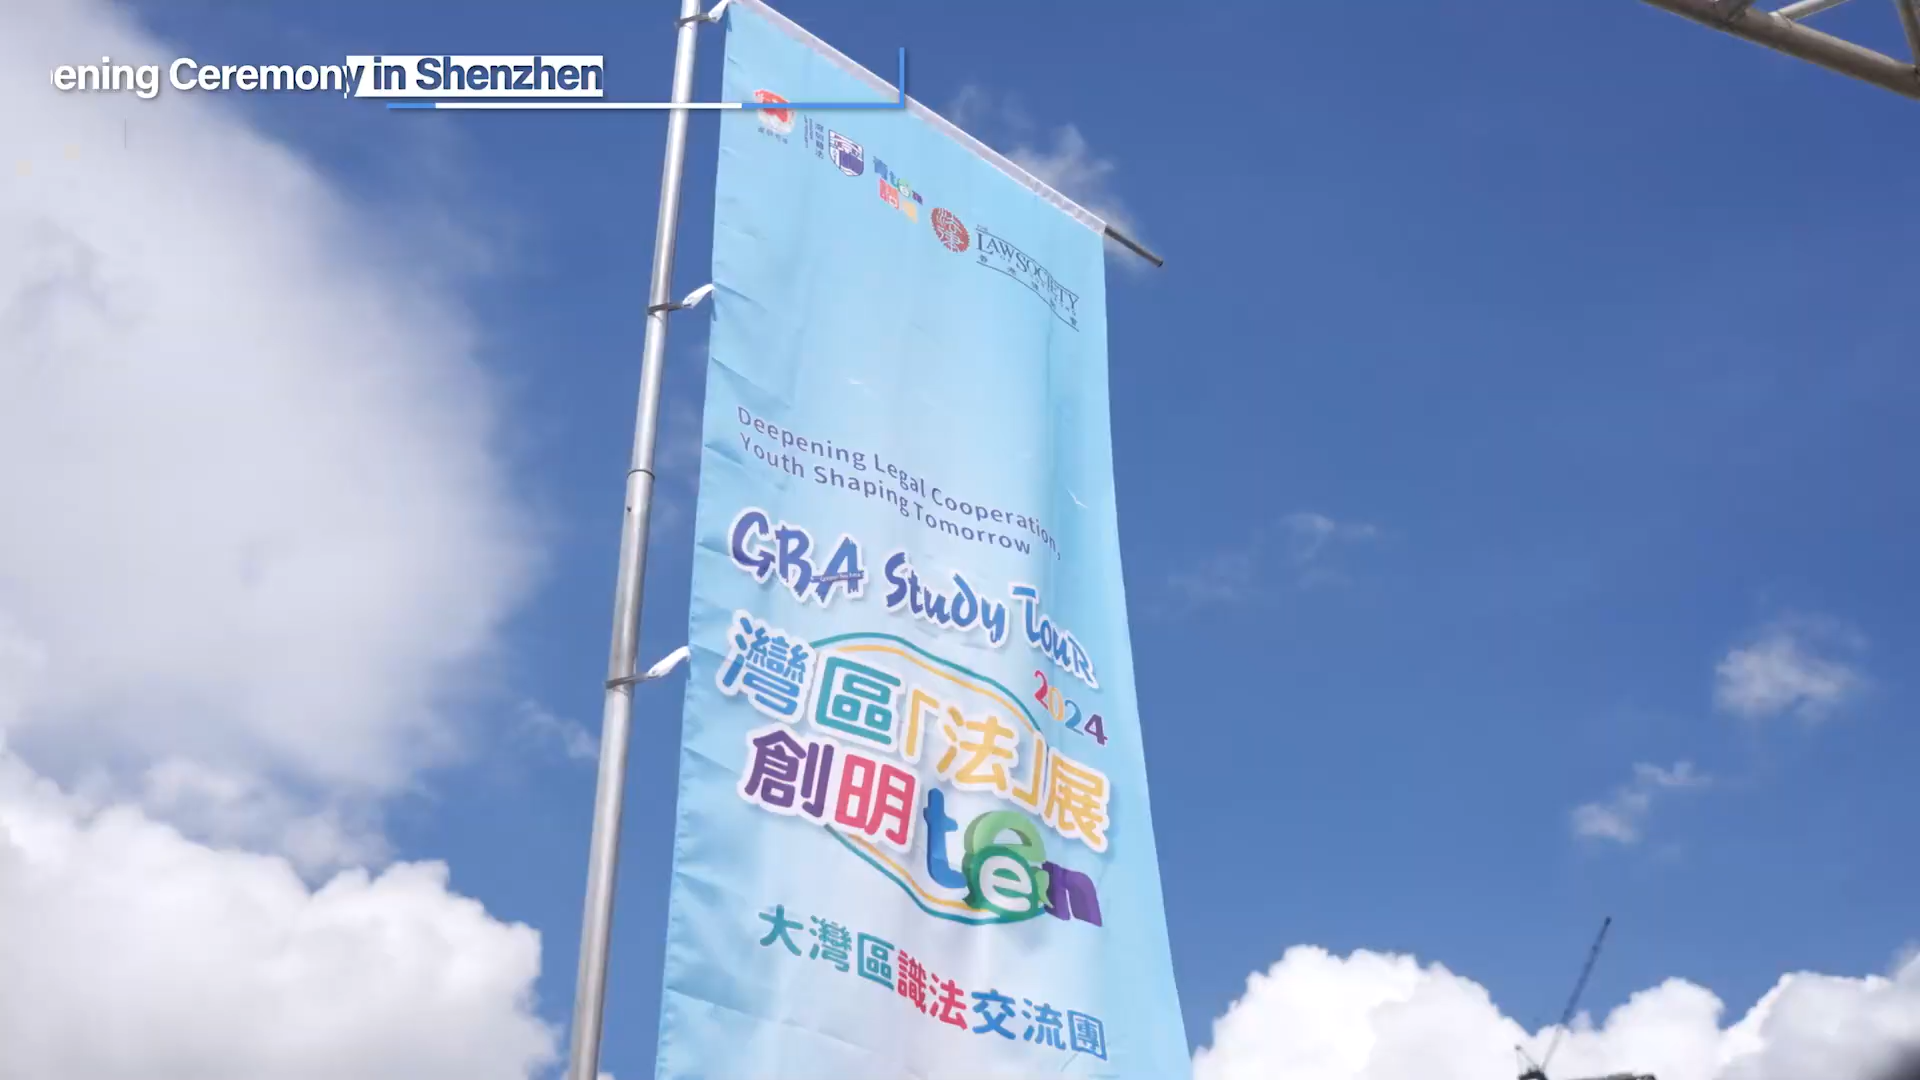 ening Ceremony in Shenzhen
LAW SOCIETY
Deepening Legal Cooperation,
Youth Shaping Tomorrow
GBA Study Tour
2024
灣區「法」展
創明teen
大灣區識法交流團